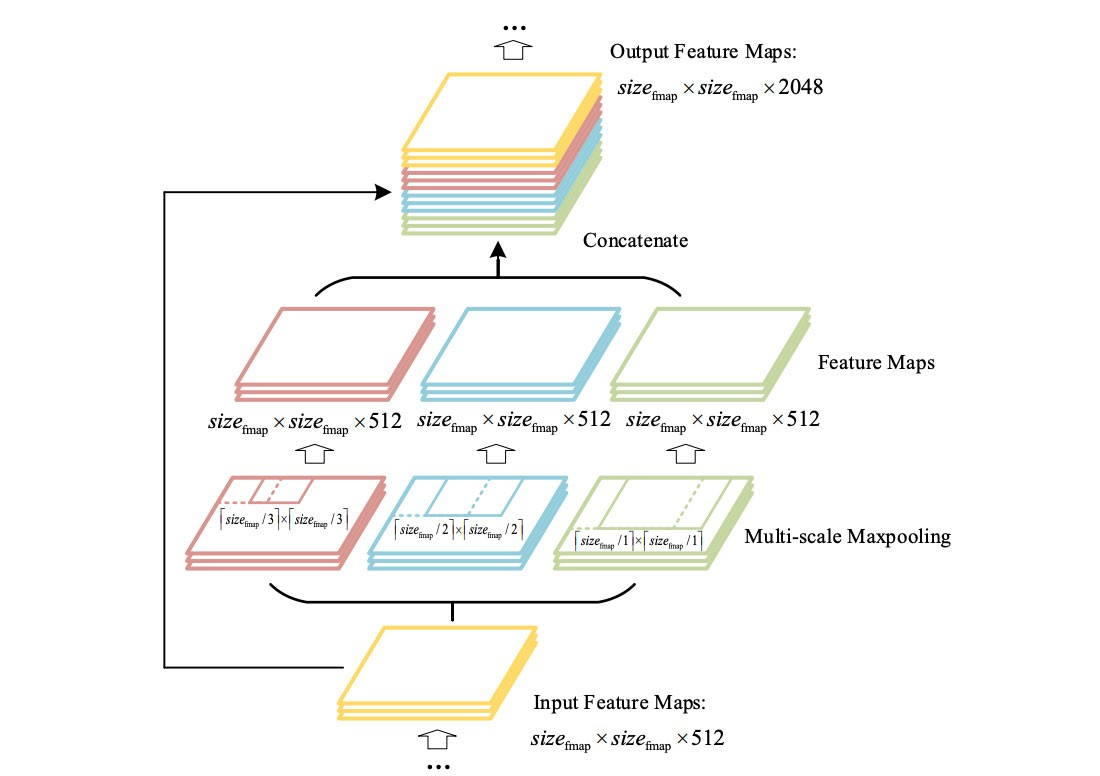 ...
Output Feature Maps:
size_fmap × size_fmap × 2048
Concatenate
Feature Maps
size_fmap × size_fmap × 512 size_fmap × size_fmap × 512 size_fmap × size_fmap × 512
⌈size_fmap / 3⌉×⌈size_fmap / 3⌉ ⌈size_fmap / 2⌉×⌈size_fmap / 2⌉ ⌈size_fmap / 1⌉×⌈size_fmap / 1⌉
Multi-scale Maxpooling
Input Feature Maps:
size_fmap × size_fmap × 512
...